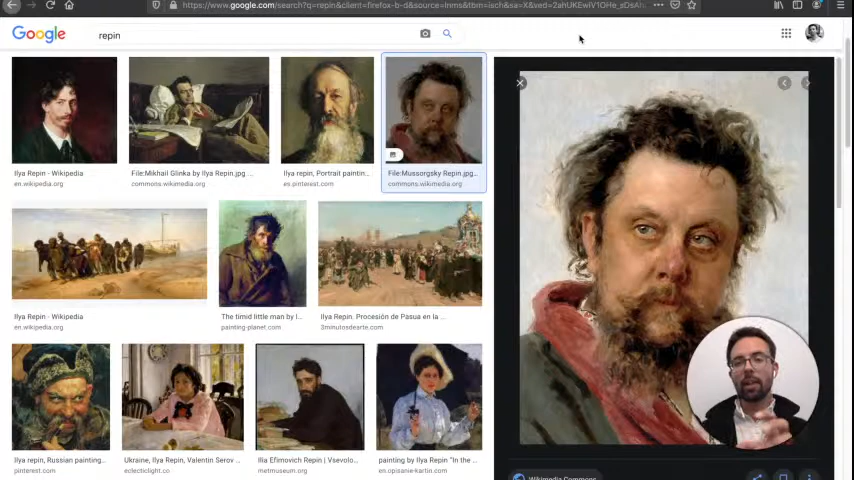 https://www.google.com/search?q=repin&client=firefox-b-d&source=lnms&tbm=isch&sa=X&ved=
Google
repin
Ilya Repin - Wikipedia
en.wikipedia.org
File:Mikhail Glinka by Ilya Repin.jpg ...
commons.wikimedia.org
Ilya repin, Portrait paintin...
es.pinterest.com
File:Mussorgsky Repin.jpg...
commons.wikimedia.org
Ilya Repin - Wikipedia
en.wikipedia.org
The timid little man by I...
painting-planet.com
Ilya Repin. Procesión de Pasua en la ...
3minutosdearte.com
Ilya repin, Russian painting...
pinterest.com
Ukraine, Ilya Repin, Valentin Serov ...
eclecticlight.co
Ilia Efimovich Repin | Vsevolo...
metmuseum.org
painting by Ilya Repin "In the ...
en.opisanie-kartin.com
Wikimedia Commons